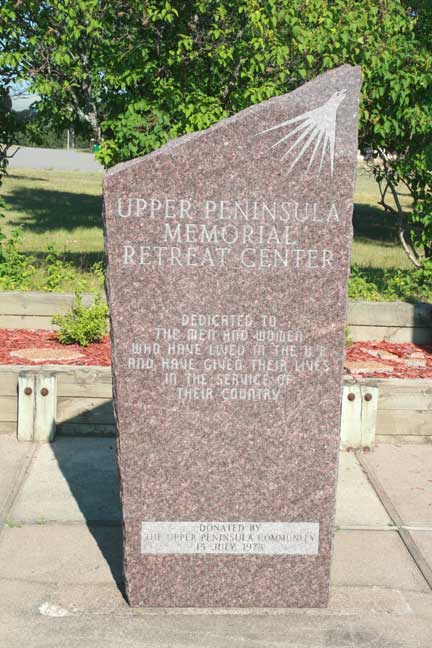 UPPER PENINSULA
MEMORIAL
RETREAT CENTER
DEDICATED TO
THE MEN AND WOMEN
WHO HAVE LIVED IN THE U.P.
AND HAVE GIVEN THEIR LIVES
IN THE SERVICE OF
THEIR COUNTRY
DONATED BY
THE UPPER PENINSULA COMMUNITY
15 JULY 1978